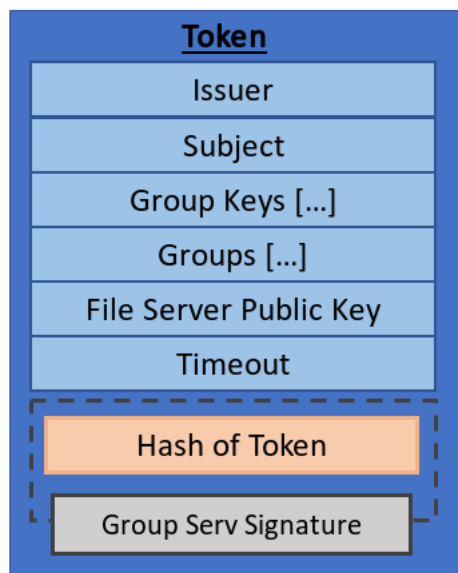 Token
Issuer
Subject
Group Keys […]
Groups […]
File Server Public Key
Timeout
Hash of Token
Group Serv Signature